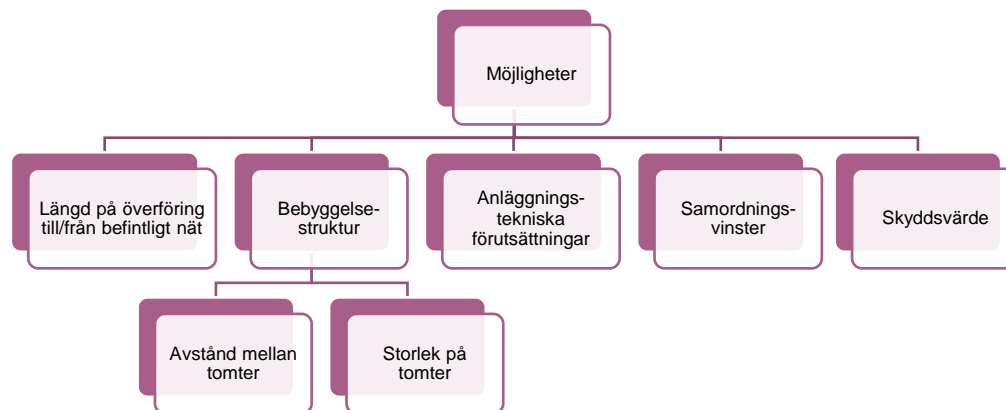 Möjligheter
Längd på överföring
till/från befintligt nät
Bebyggelse-
struktur
Anläggnings-
tekniska
förutsättningar
Samordnings-
vinster
Skyddsvärde
Avstånd mellan
tomter
Storlek på
tomter